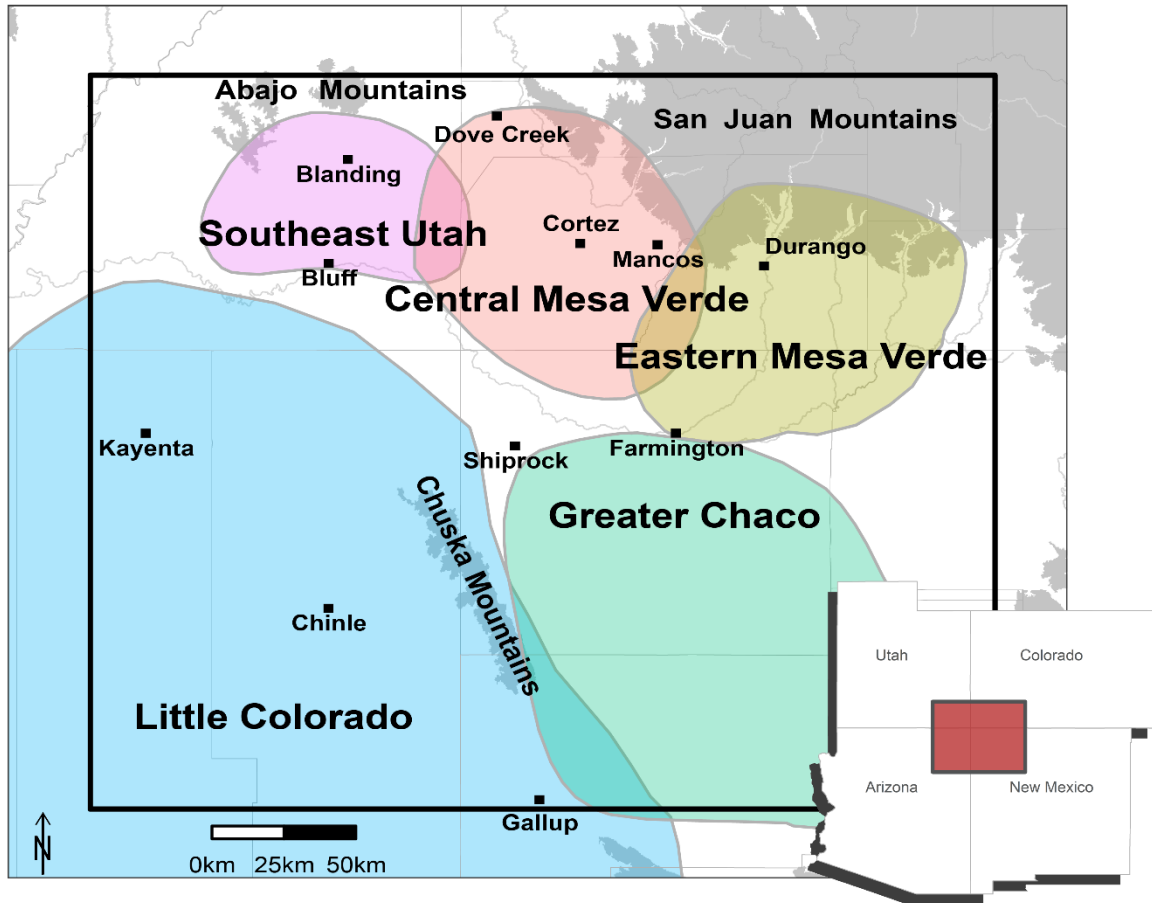 Abajo Mountains
San Juan Mountains
Dove Creek
Blanding
Southeast Utah
Cortez
Mancos
Durango
Bluff
Central Mesa Verde
Eastern Mesa Verde
Kayenta
Shiprock
Farmington
Chuska Mountains
Greater Chaco
Chinle
Little Colorado
Gallup
N
0km 25km 50km
Utah
Colorado
Arizona
New Mexico